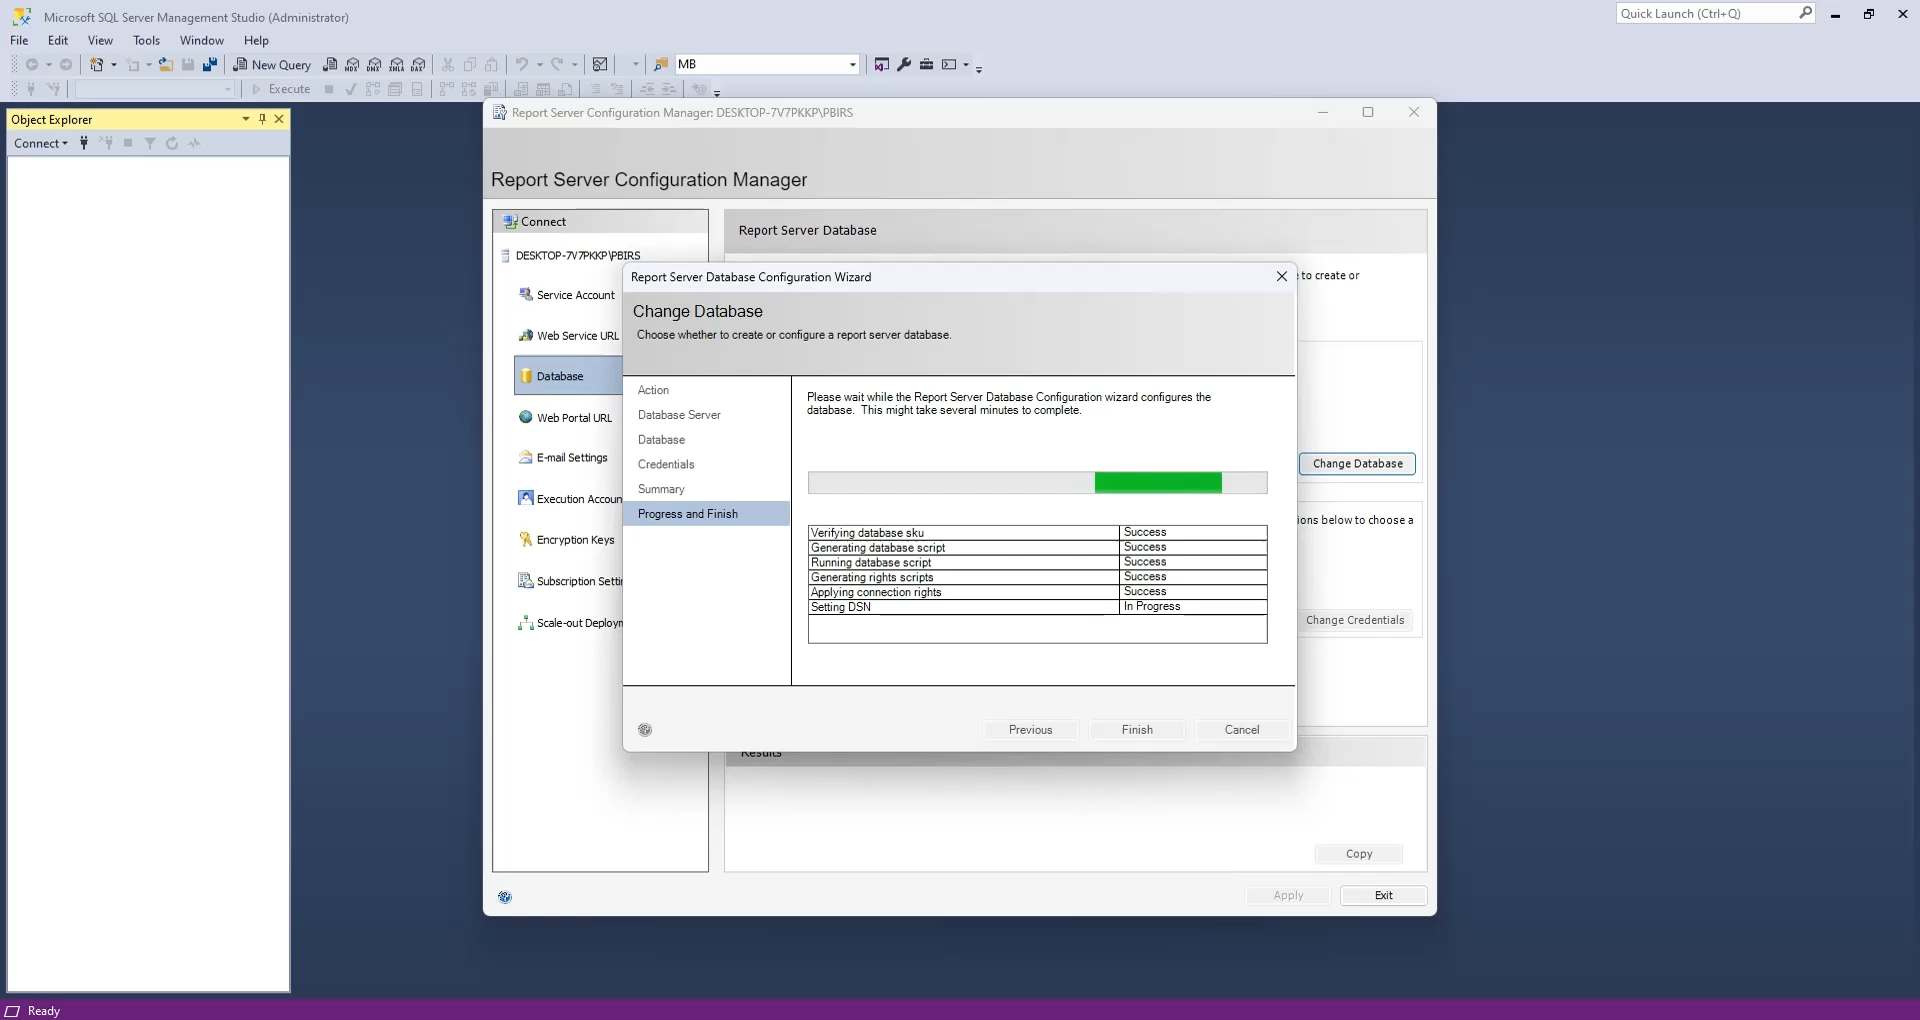 Microsoft SQL Server Management Studio (Administrator)
Quick Launch (Ctrl+Q)
File Edit View Tools Window Help
New Query
MDX
DMX
XMLA
DAX
MB
Execute
Object Explorer
Connect
Report Server Configuration Manager: DESKTOP-7V7PKKP\PBIRS
Report Server Configuration Manager
Connect
DESKTOP-7V7PKKP\PBIRS
Service Account
Web Service URL
Database
Web Portal URL
E-mail Settings
Execution Accoun
Encryption Keys
Subscription Setti
Scale-out Deploym
Report Server Database
e to create or
Change Database
ions below to choose a
Change Credentials
Report Server Database Configuration Wizard
Change Database
Choose whether to create or configure a report server database.
Action
Database Server
Database
Credentials
Summary
Progress and Finish
Please wait while the Report Server Database Configuration wizard configures the
database. This might take several minutes to complete.
Verifying database sku Success
Generating database script Success
Running database script Success
Generating rights scripts Success
Applying connection rights Success
Setting DSN In Progress
Previous Finish Cancel
Results
Copy
Apply Exit
Ready